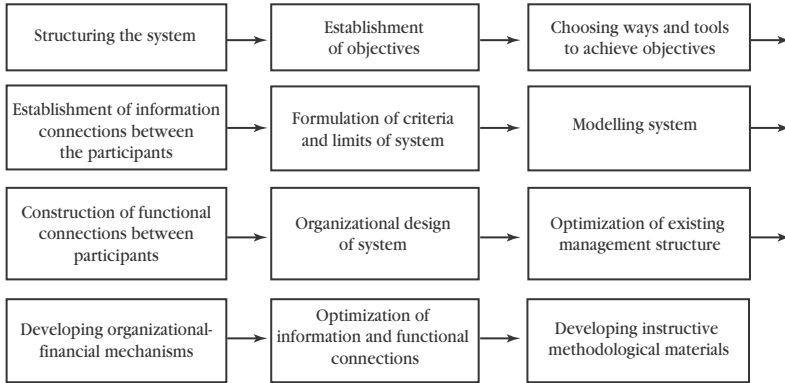 Structuring the system
Establishment
of objectives
Choosing ways and tools
to achieve objectives
Establishment of information
connections between
the participants
Formulation of criteria
and limits of system
Modelling system
Construction of functional
connections between
participants
Organizational design
of system
Optimization of existing
management structure
Developing organizational-
financial mechanisms
Optimization of
information and functional
connections
Developing instructive
methodological materials